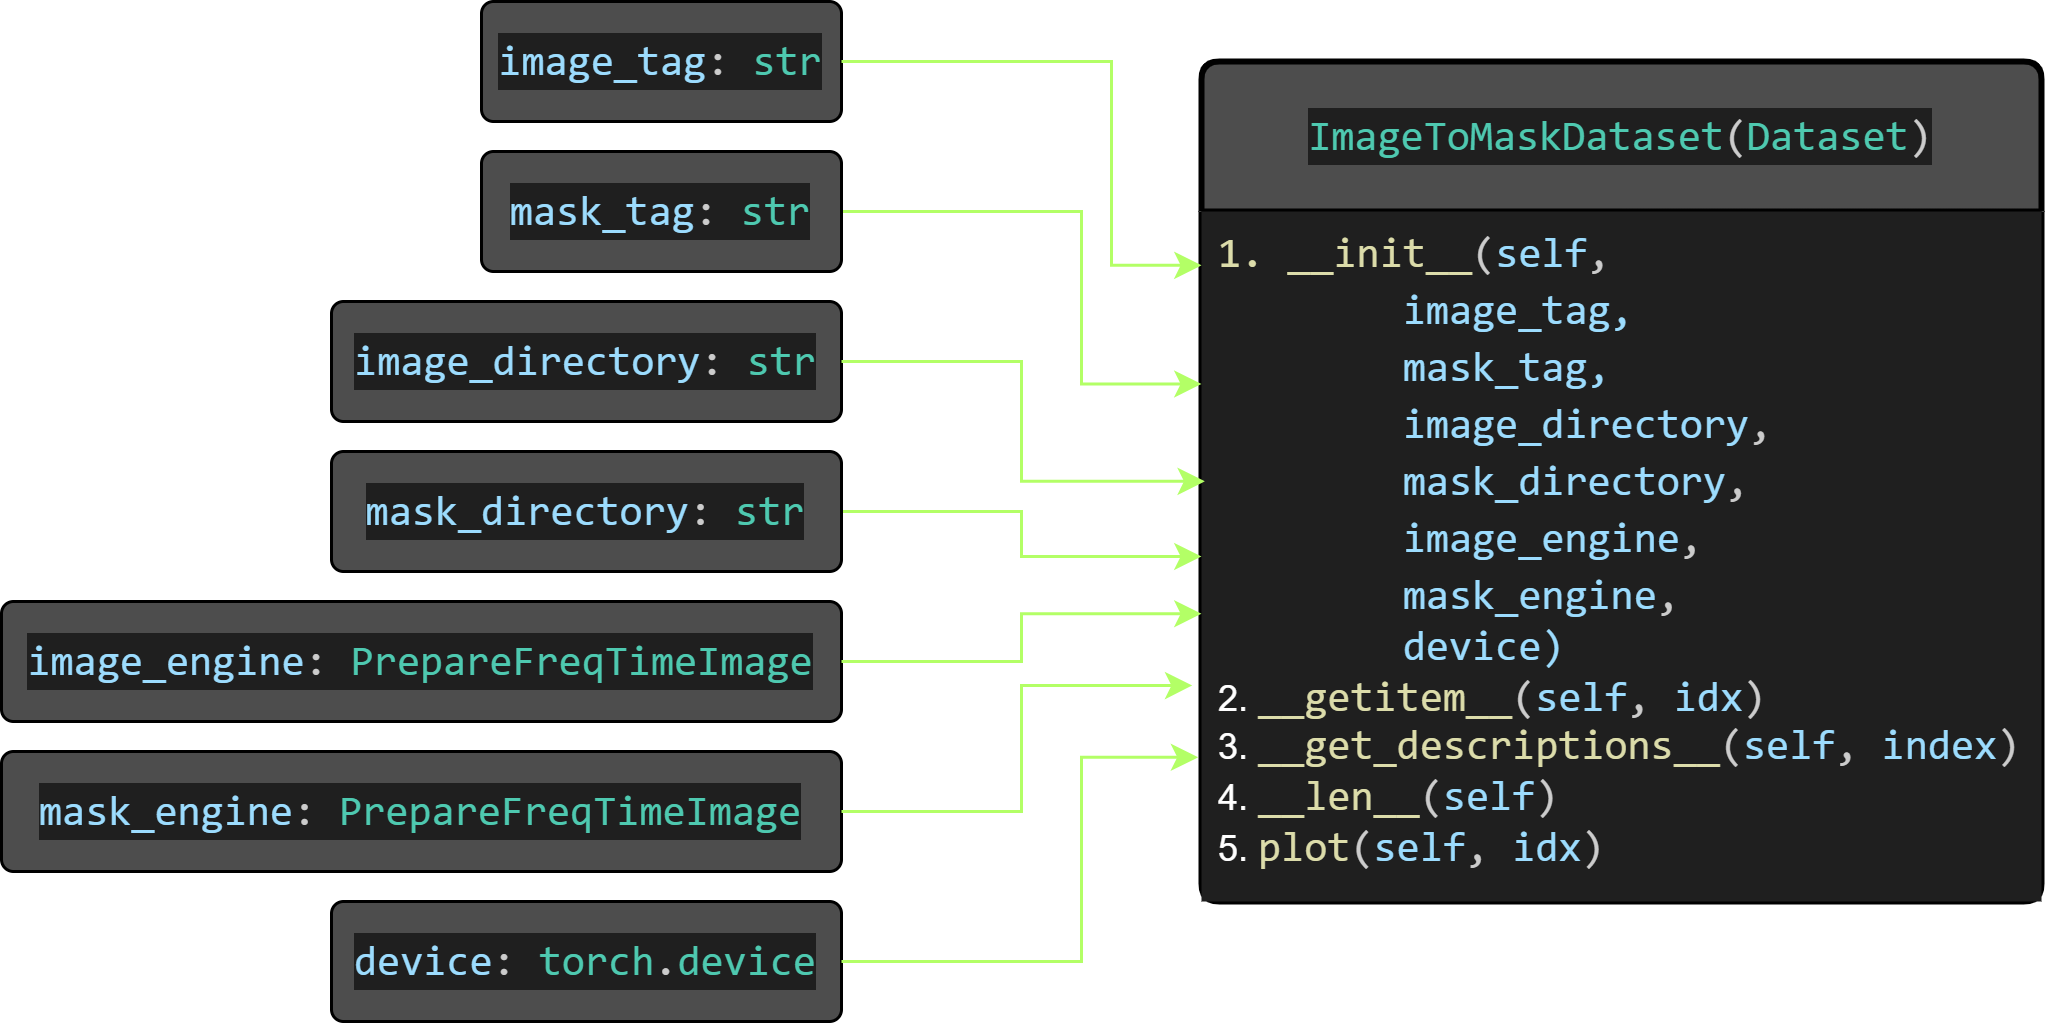 image_tag: str
mask_tag: str
image_directory: str
mask_directory: str
image_engine: PrepareFreqTimeImage
mask_engine: PrepareFreqTimeImage
device: torch.device
ImageToMaskDataset(Dataset)
1. __init__(self,
image_tag,
mask_tag,
image_directory,
mask_directory,
image_engine,
mask_engine,
device)
2. __getitem__(self, idx)
3. __get_descriptions__(self, index)
4. __len__(self)
5. plot(self, idx)